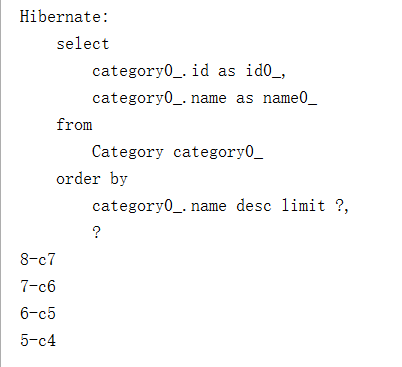 Hibernate:
    select
        category0_.id as id0_,
        category0_.name as name0_
    from
        Category category0_
    order by
        category0_.name desc limit ?,
        ?
8-c7
7-c6
6-c5
5-c4